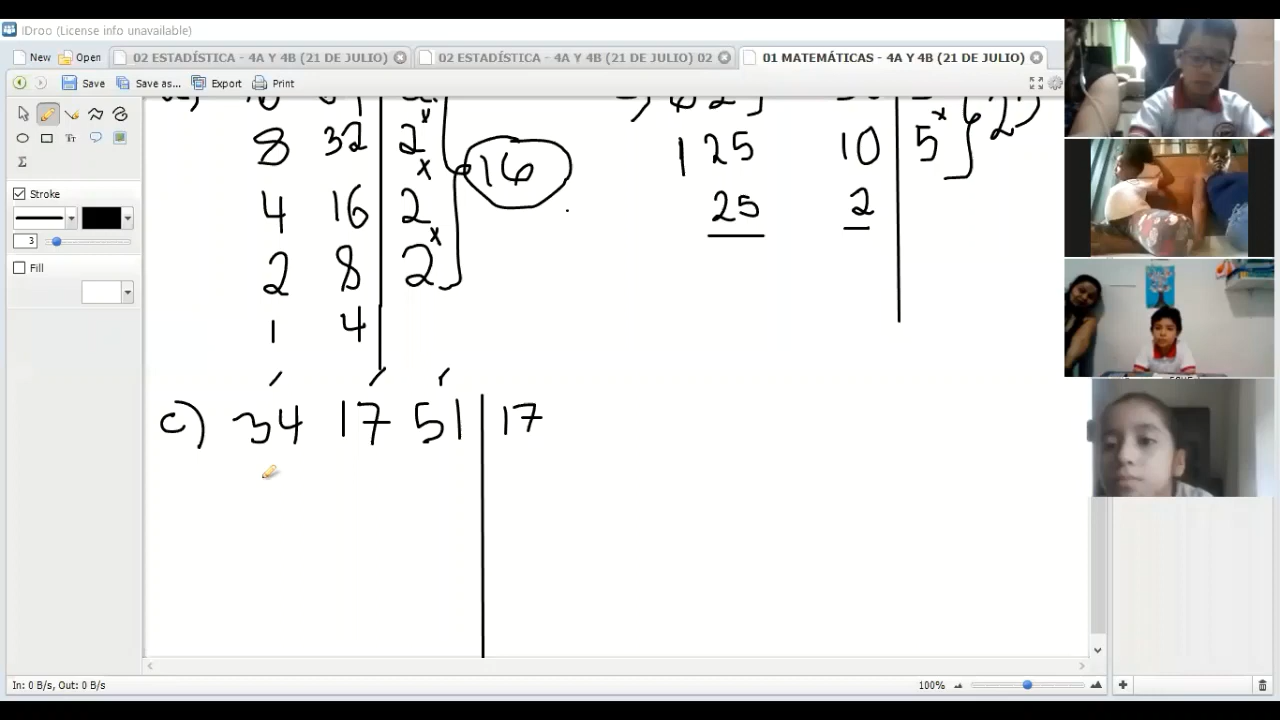 IDroo (License info unavailable)
New Open 02 ESTADÍSTICA - 4A Y 4B (21 DE JULIO) 02 ESTADÍSTICA - 4A Y 4B (21 DE JULIO) 02 01 MATEMÁTICAS - 4A Y 4B (21 DE JULIO)
Save Save as... Export Print
Tt
Σ
Stroke
3
Fill
8 32 2 x
4 16 2 x
2 8 2 x
1 4
16
125 10 5 x
25 2
c) 34 17 51 17
In: 0 B/s, Out: 0 B/s 100%